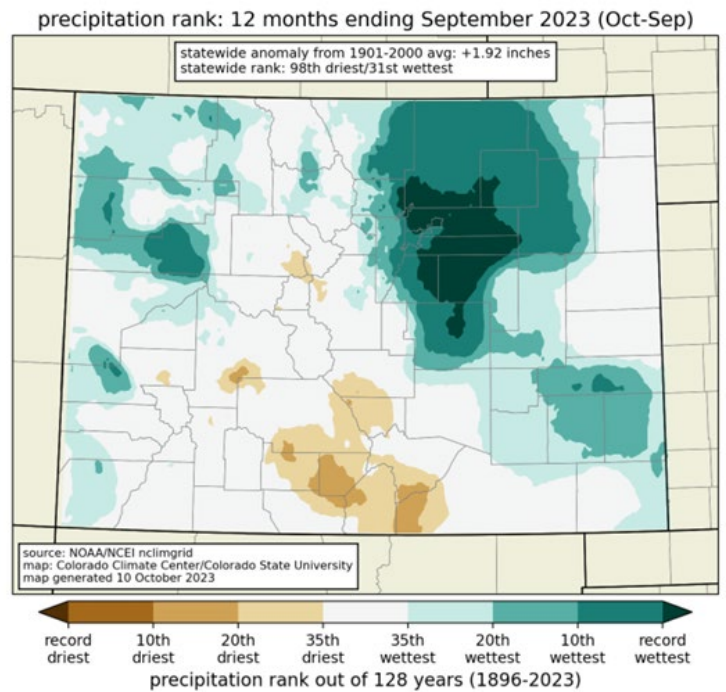 precipitation rank: 12 months ending September 2023 (Oct-Sep)
statewide anomaly from 1901-2000 avg: +1.92 inches
statewide rank: 98th driest/31st wettest
source: NOAA/NCEI nclimgrid
map: Colorado Climate Center/Colorado State University
map generated 10 October 2023
record driest
10th driest
20th driest
35th driest
35th wettest
20th wettest
10th wettest
record wettest
precipitation rank out of 128 years (1896-2023)